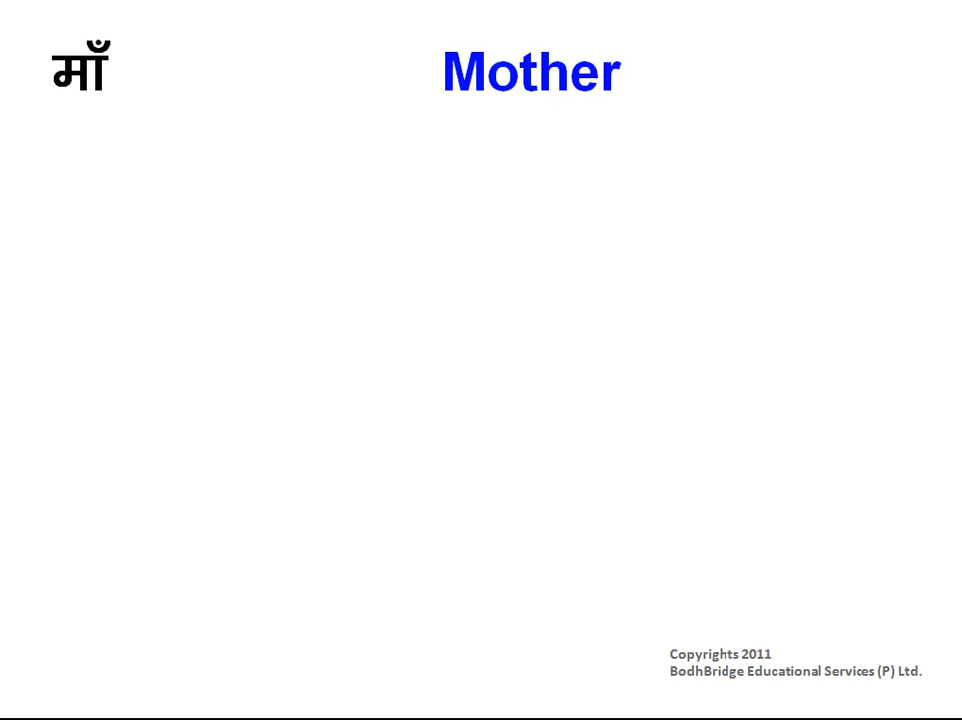 माँ Mother
Copyrights 2011
BodhBridge Educational Services (P) Ltd.